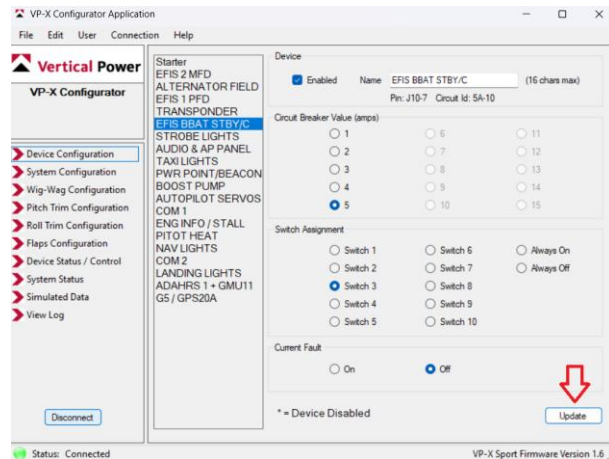 VP-X Configurator Application
File Edit User Connection Help
Vertical Power
VP-X Configurator
Device Configuration
System Configuration
Wig-Wag Configuration
Pitch Trim Configuration
Roll Trim Configuration
Flaps Configuration
Device Status / Control
System Status
Simulated Data
View Log
Disconnect
Starter
EFIS 2 MFD
ALTERNATOR FIELD
EFIS 1 PFD
TRANSPONDER
EFIS BBAT STBY/C
STROBE LIGHTS
AUDIO & AP PANEL
TAXI LIGHTS
PWR POINT/BEACON
BOOST PUMP
AUTOPILOT SERVOS
COM 1
ENG INFO / STALL
PITOT HEAT
NAV LIGHTS
COM 2
LANDING LIGHTS
ADAHRS 1 + GMU11
G5 / GPS20A
Device
Enabled Name EFIS BBAT STBY/C (16 chars max)
Pin: J10-7 Circuit Id: 5A-10
Circuit Breaker Value (amps)
1 6 11
2 7 12
3 8 13
4 9 14
5 10 15
Switch Assignment
Switch 1 Switch 6 Always On
Switch 2 Switch 7 Always Off
Switch 3 Switch 8
Switch 4 Switch 9
Switch 5 Switch 10
Current Fault
On Off
* = Device Disabled
Update
Status: Connected VP-X Sport Firmware Version 1.6